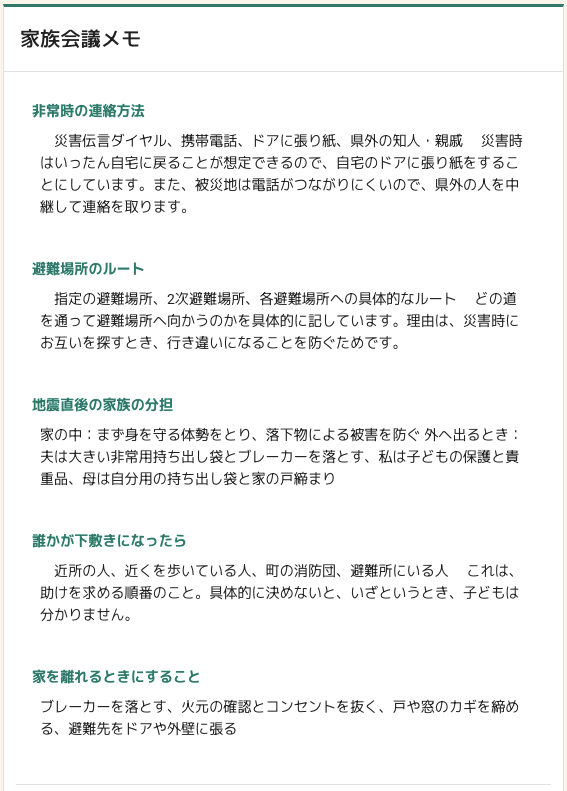 家族会議メモ
非常時の連絡方法
災害伝言ダイヤル、携帯電話、ドアに張り紙、県外の知人・親戚　災害時
はいったん自宅に戻ることが想定できるので、自宅のドアに張り紙をするこ
とにしています。また、被災地は電話がつながりにくいので、県外の人を中
継して連絡を取ります。
避難場所のルート
指定の避難場所、2次避難場所、各避難場所への具体的なルート　どの道
を通って避難場所へ向かうのかを具体的に記しています。理由は、災害時に
お互いを探すとき、行き違いになることを防ぐためです。
地震直後の家族の分担
家の中：まず身を守る体勢をとり、落下物による被害を防ぐ 外へ出るとき：
夫は大きい非常用持ち出し袋とブレーカーを落とす、私は子どもの保護と貴
重品、母は自分用の持ち出し袋と家の戸締まり
誰かが下敷きになったら
近所の人、近くを歩いている人、町の消防団、避難所にいる人　これは、
助けを求める順番のこと。具体的に決めないと、いざというとき、子どもは
分かりません。
家を離れるときにすること
ブレーカーを落とす、火元の確認とコンセントを抜く、戸や窓のカギを締め
る、避難先をドアや外壁に張る